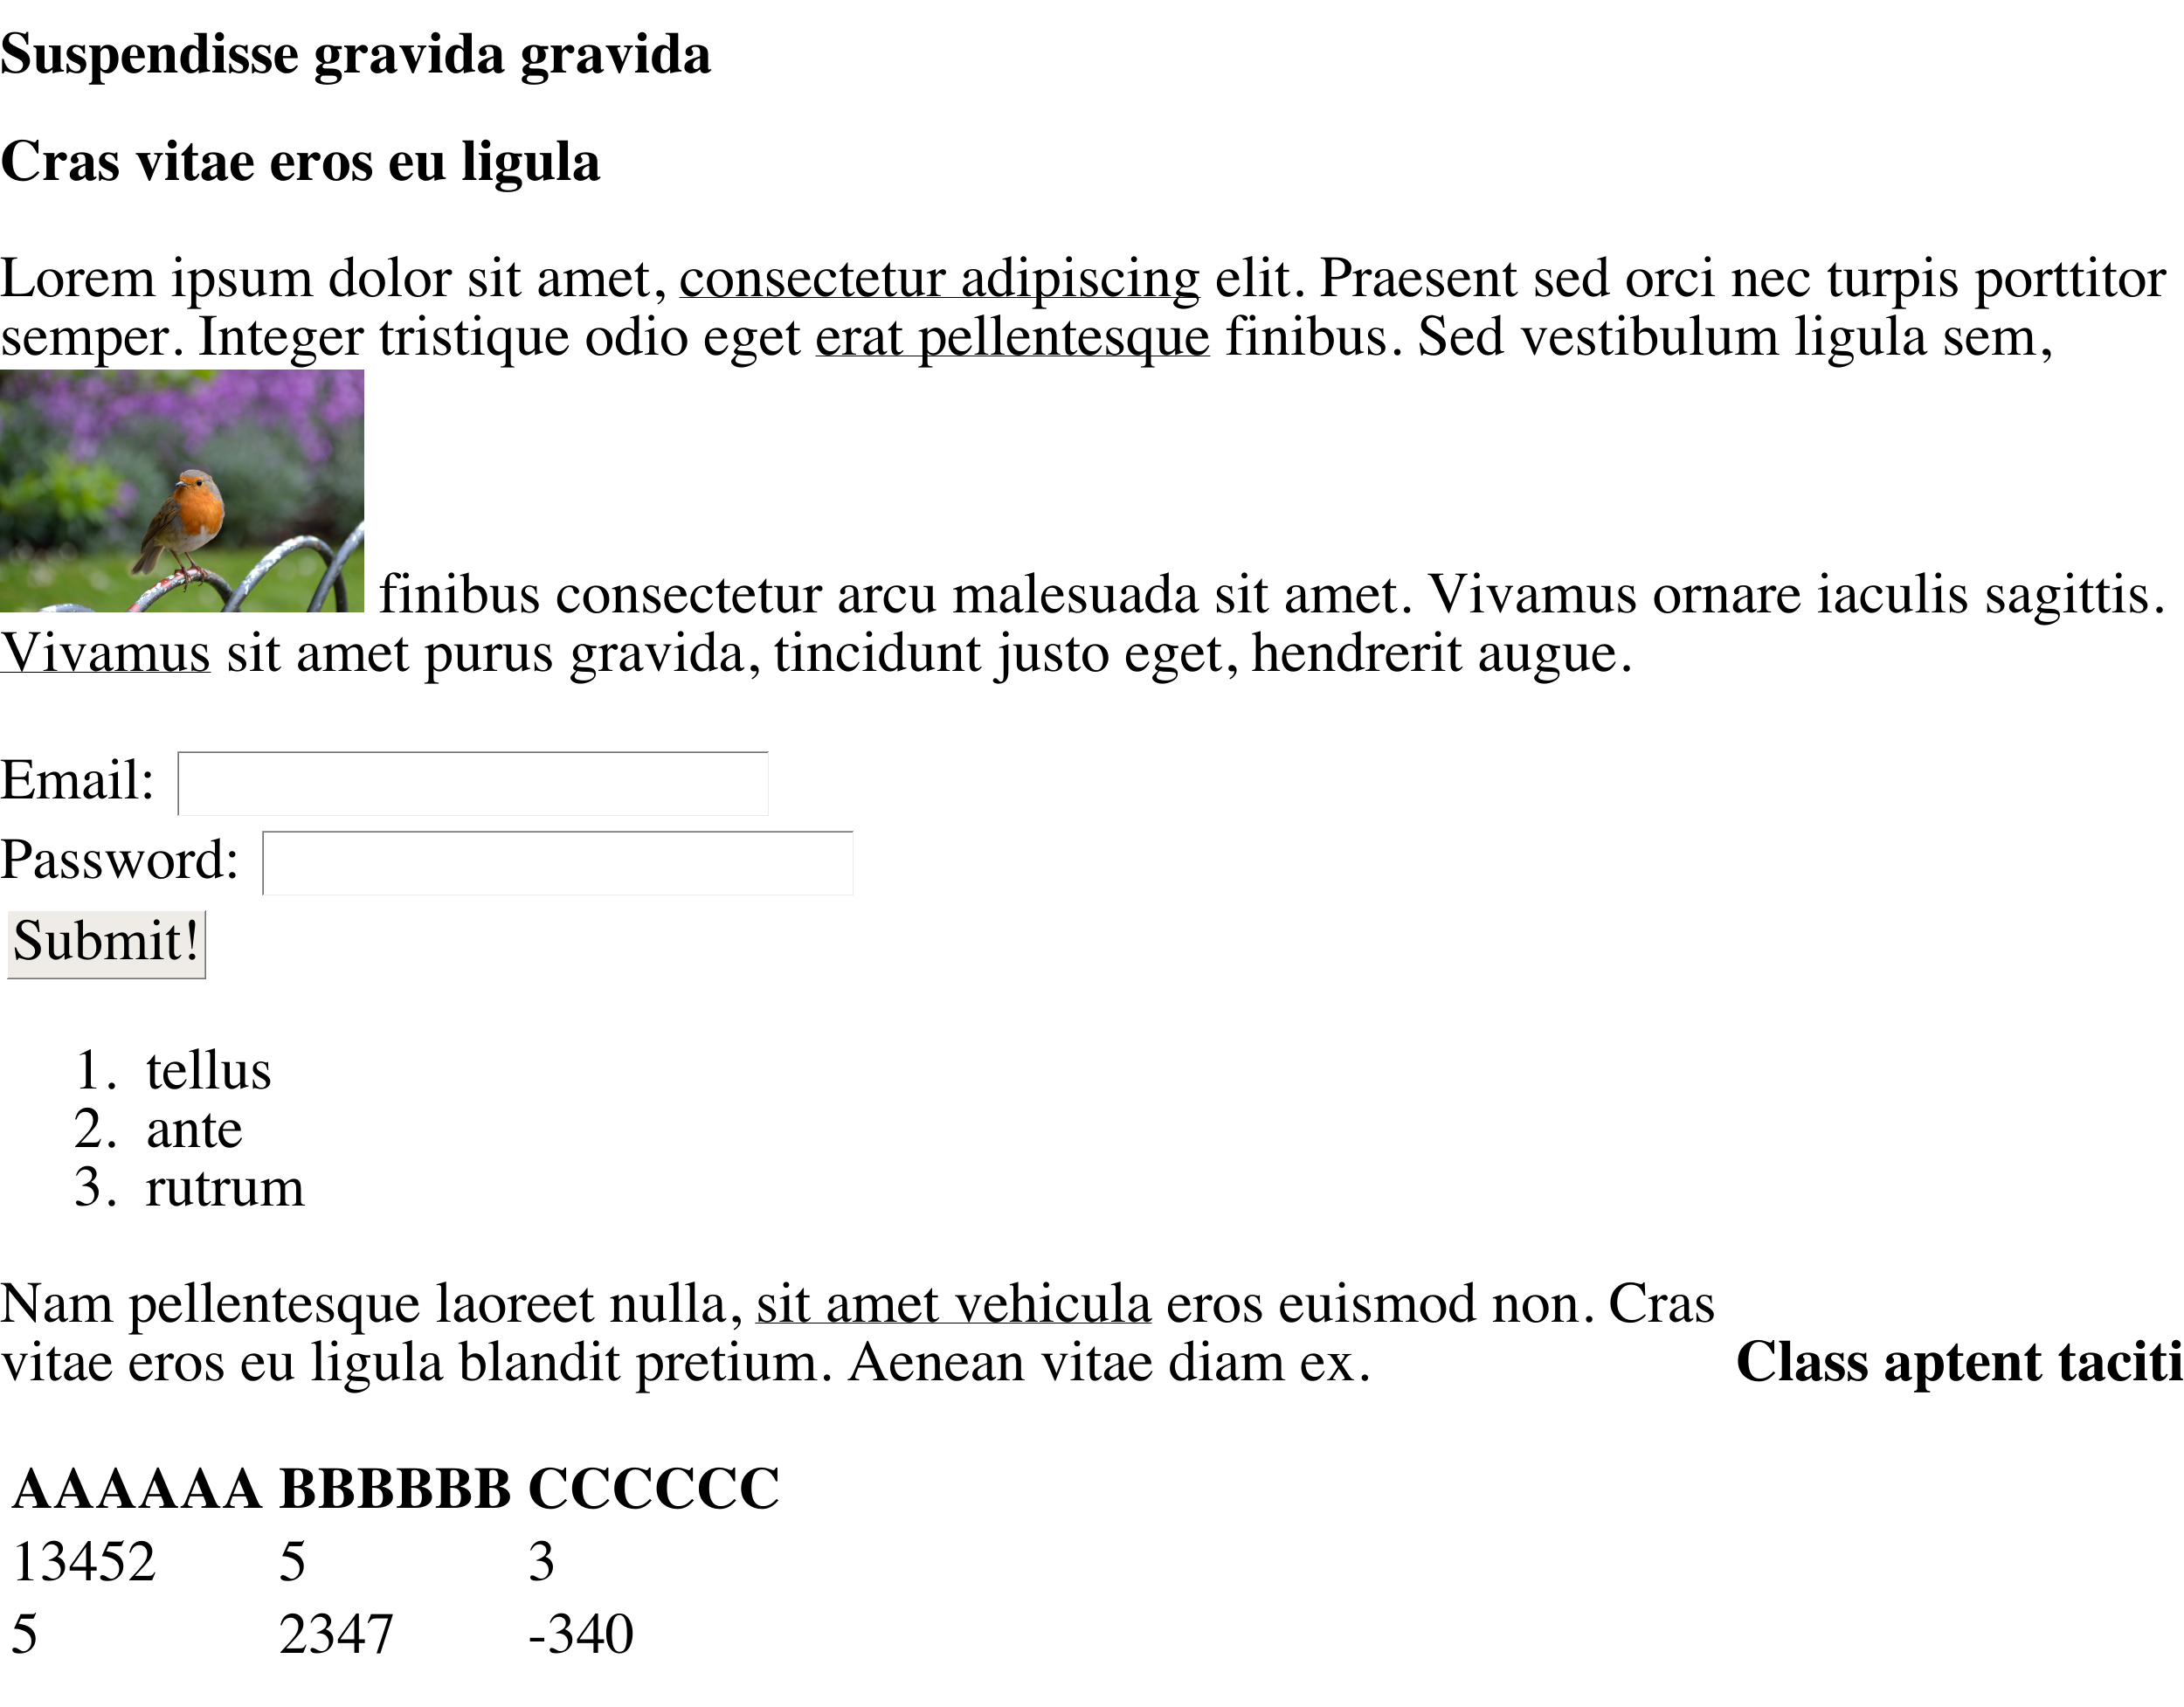 Suspendisse gravida gravida
Cras vitae eros eu ligula
Lorem ipsum dolor sit amet, consectetur adipiscing elit. Praesent sed orci nec turpis porttitor
semper. Integer tristique odio eget erat pellentesque finibus. Sed vestibulum ligula sem,
finibus consectetur arcu malesuada sit amet. Vivamus ornare iaculis sagittis.
Vivamus sit amet purus gravida, tincidunt justo eget, hendrerit augue.
Email:
Password:
Submit!
1. tellus
2. ante
3. rutrum
Nam pellentesque laoreet nulla, sit amet vehicula eros euismod non. Cras
vitae eros eu ligula blandit pretium. Aenean vitae diam ex.
Class aptent taciti
AAAAAA BBBBBB CCCCCC
13452 5 3
5 2347 -340